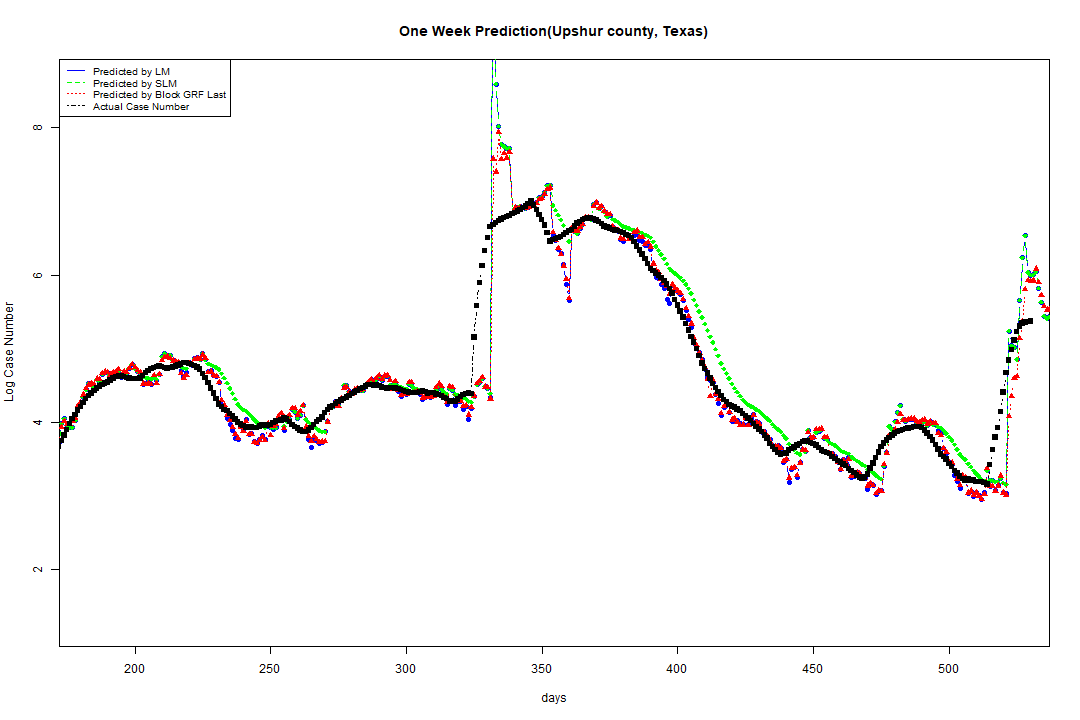 One Week Prediction(Upshur county, Texas)
Predicted by LM
Predicted by SLM
Predicted by Block GRF Last
Actual Case Number
Log Case Number
8
6
4
2
200 250 300 350 400 450 500
days